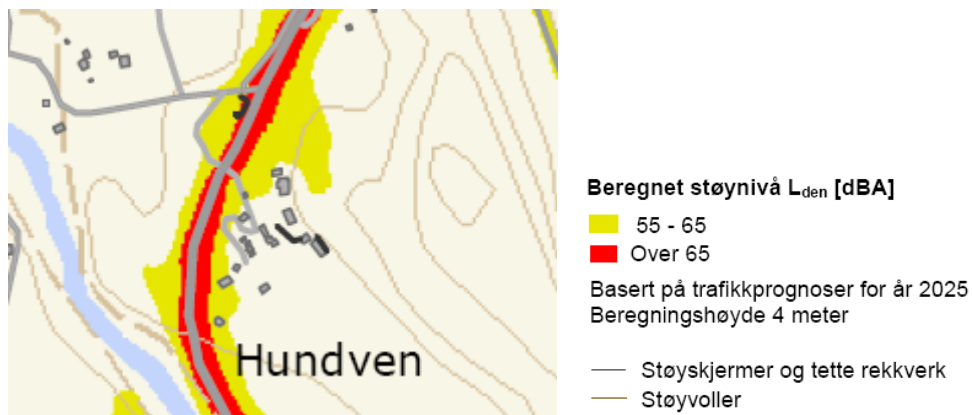 Hundven
Beregnet støynivå Lden [dBA]
55 - 65
Over 65
Basert på trafikkprognoser for år 2025
Beregningshøyde 4 meter
Støyskjermer og tette rekkverk
Støyvoller